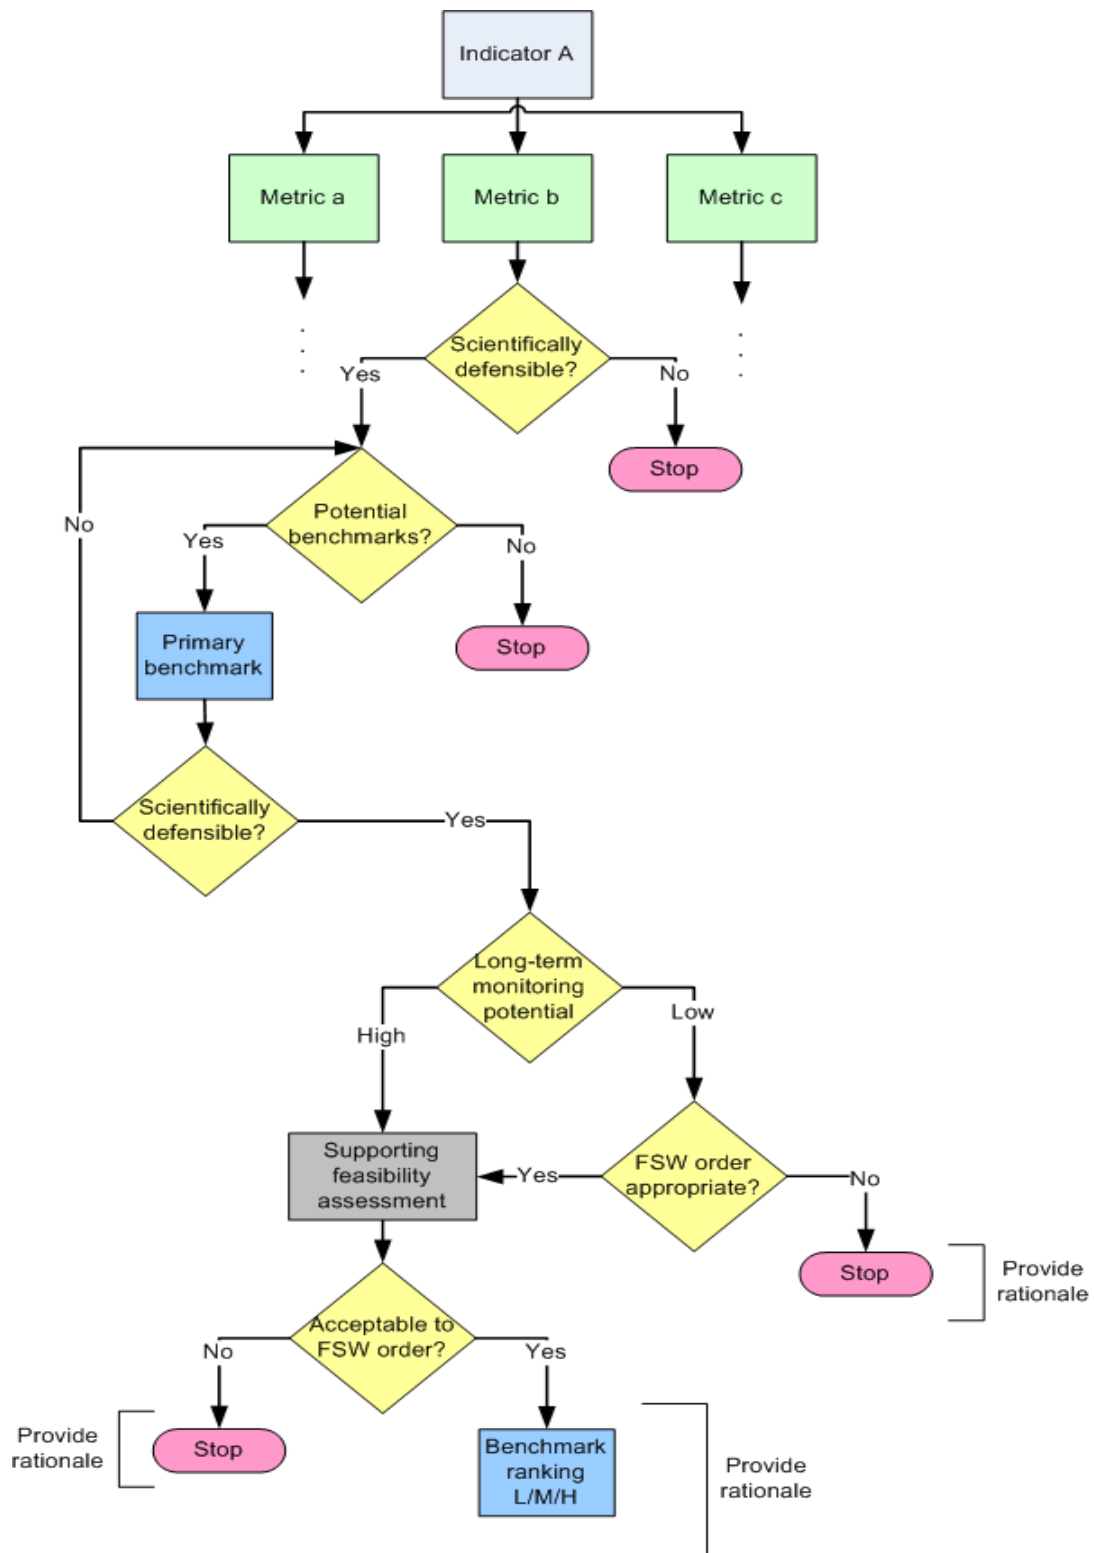 Indicator A
Metric a
Metric b
Metric c
Scientifically
defensible?
Yes
No
Stop
Potential
benchmarks?
No
Yes
No
Primary
benchmark
Stop
Scientifically
defensible?
Yes
Long-term
monitoring
potential
High
Low
Supporting
feasibility
assessment
Yes
FSW order
appropriate?
No
Stop
Provide
rationale
Acceptable to
FSW order?
No
Yes
Provide
rationale
Stop
Benchmark
ranking
L/M/H
Provide
rationale